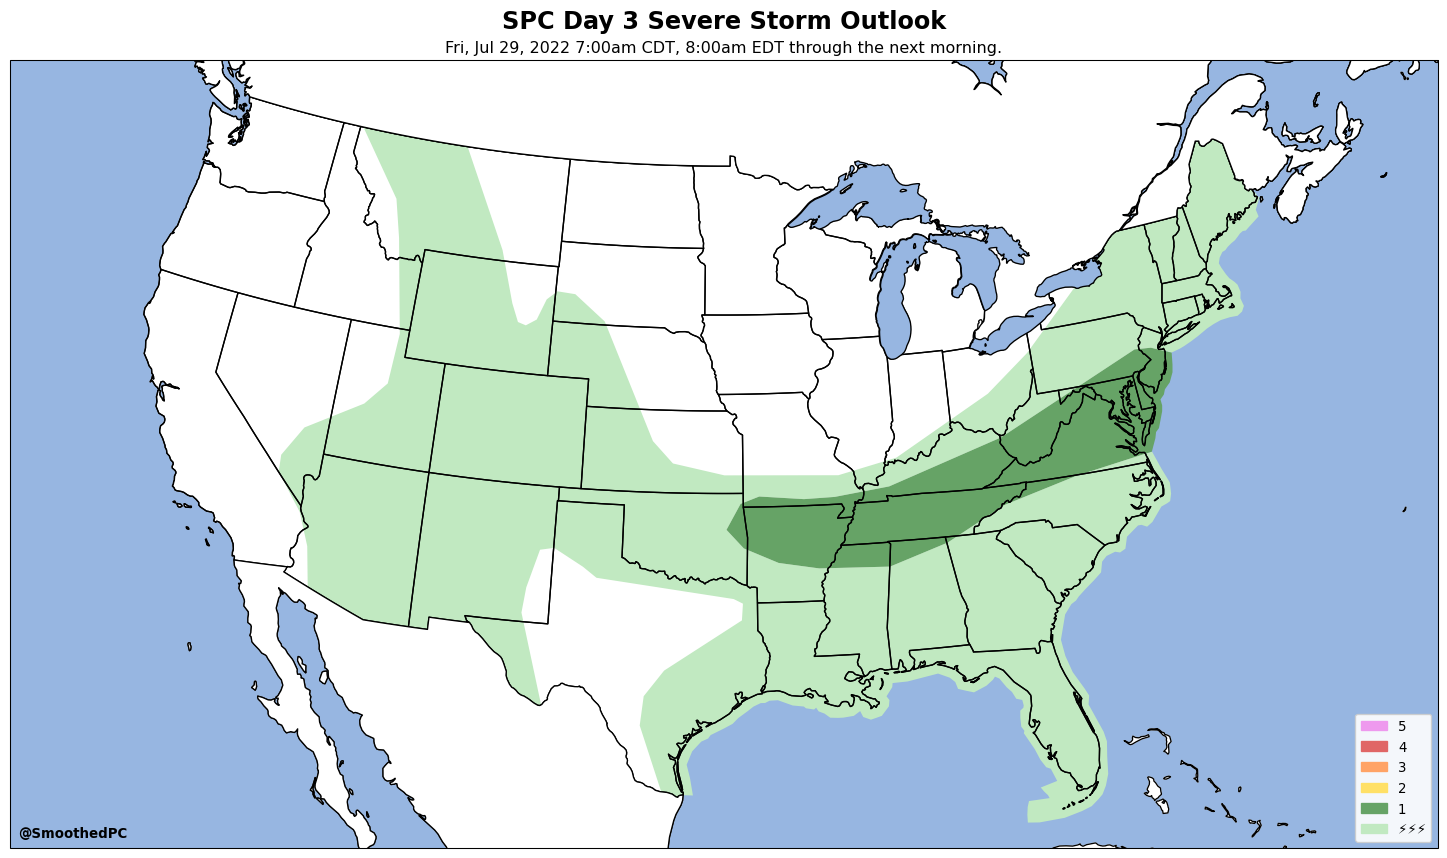 SPC Day 3 Severe Storm Outlook
Fri, Jul 29, 2022 7:00am CDT, 8:00am EDT through the next morning.
5
4
3
2
1
⚡⚡⚡
@SmoothedPC